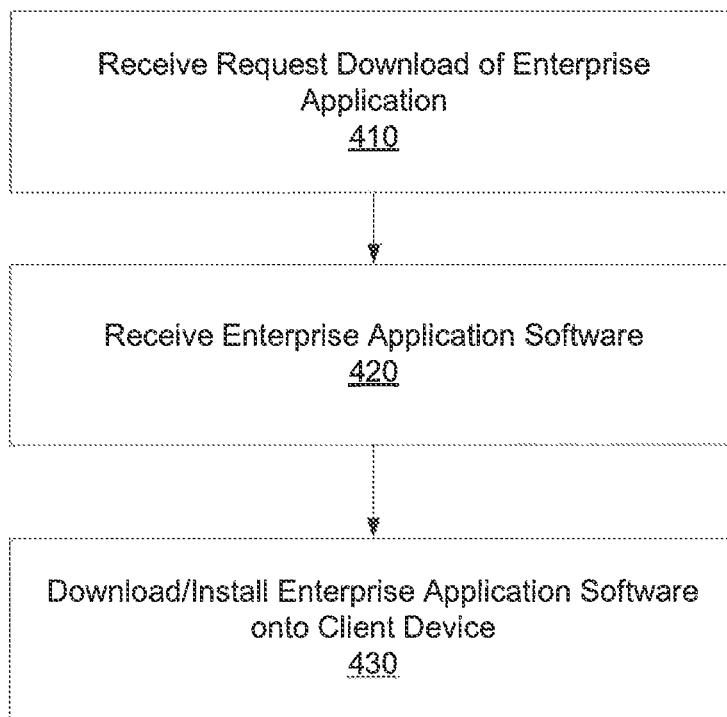 Receive Request Download of Enterprise
Application
410
Receive Enterprise Application Software
420
Download/Install Enterprise Application Software
onto Client Device
430